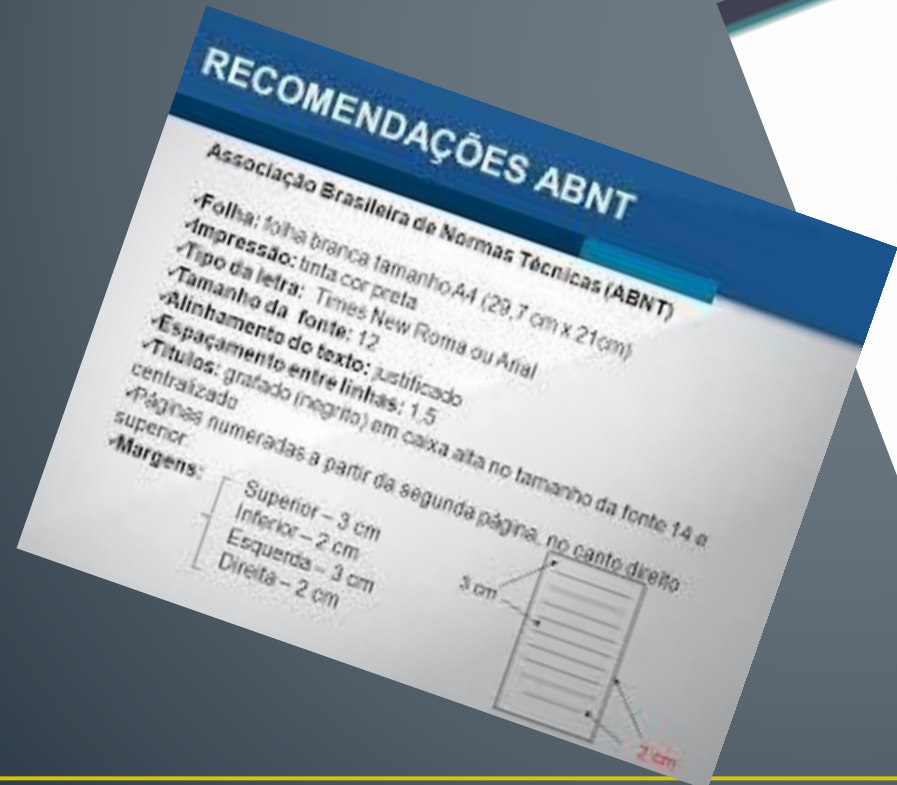 RECOMENDAÇÕES ABNT
Associação Brasileira de Normas Técnicas (ABNT)
✓Folha: folha branca tamanho A4 (29,7 cm x 21cm)
✓Impressão: tinta cor preta
✓Tipo da letra: Times New Roma ou Arial
✓Tamanho da fonte: 12
✓Alinhamento do texto: justificado
✓Espaçamento entre linhas: 1,5
✓Títulos: grafado (negrito) em caixa alta no tamanho da fonte 14 e
centralizado
✓Páginas numeradas a partir da segunda página, no canto direito
superior.
✓Margens:
Superior – 3 cm
Inferior – 2 cm
Esquerda – 3 cm
Direita – 2 cm
3 cm
2 cm